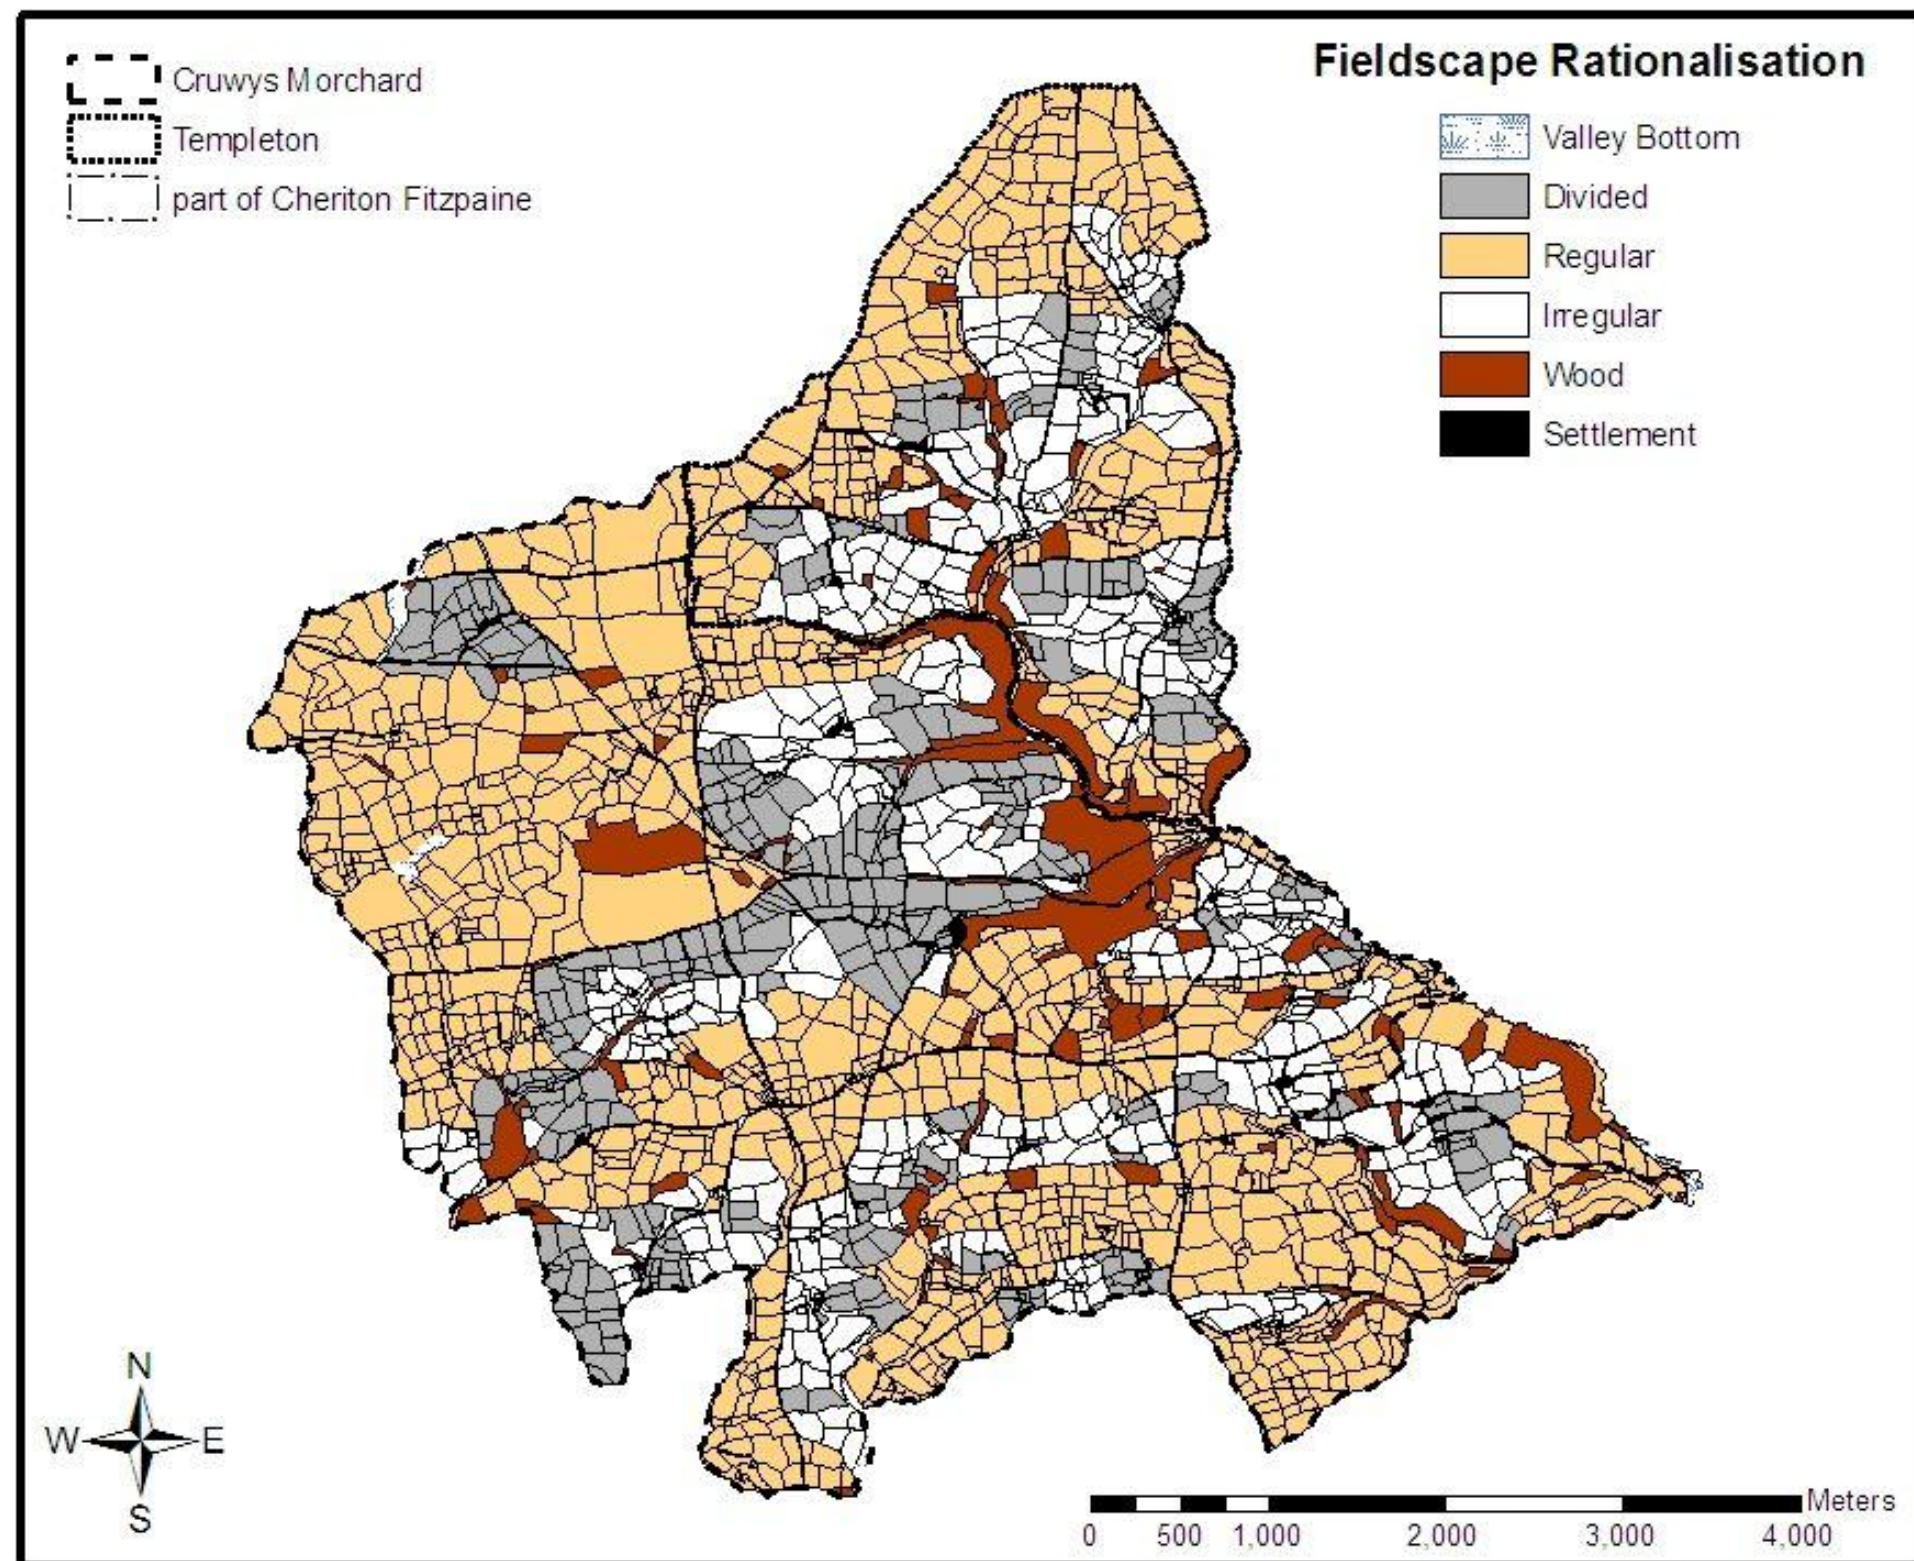 Cruwys Morchard
Templeton
part of Cheriton Fitzpaine
Fieldscape Rationalisation
Valley Bottom
Divided
Regular
Irregular
Wood
Settlement
N
W E
S
Meters
0 500 1,000 2,000 3,000 4,000